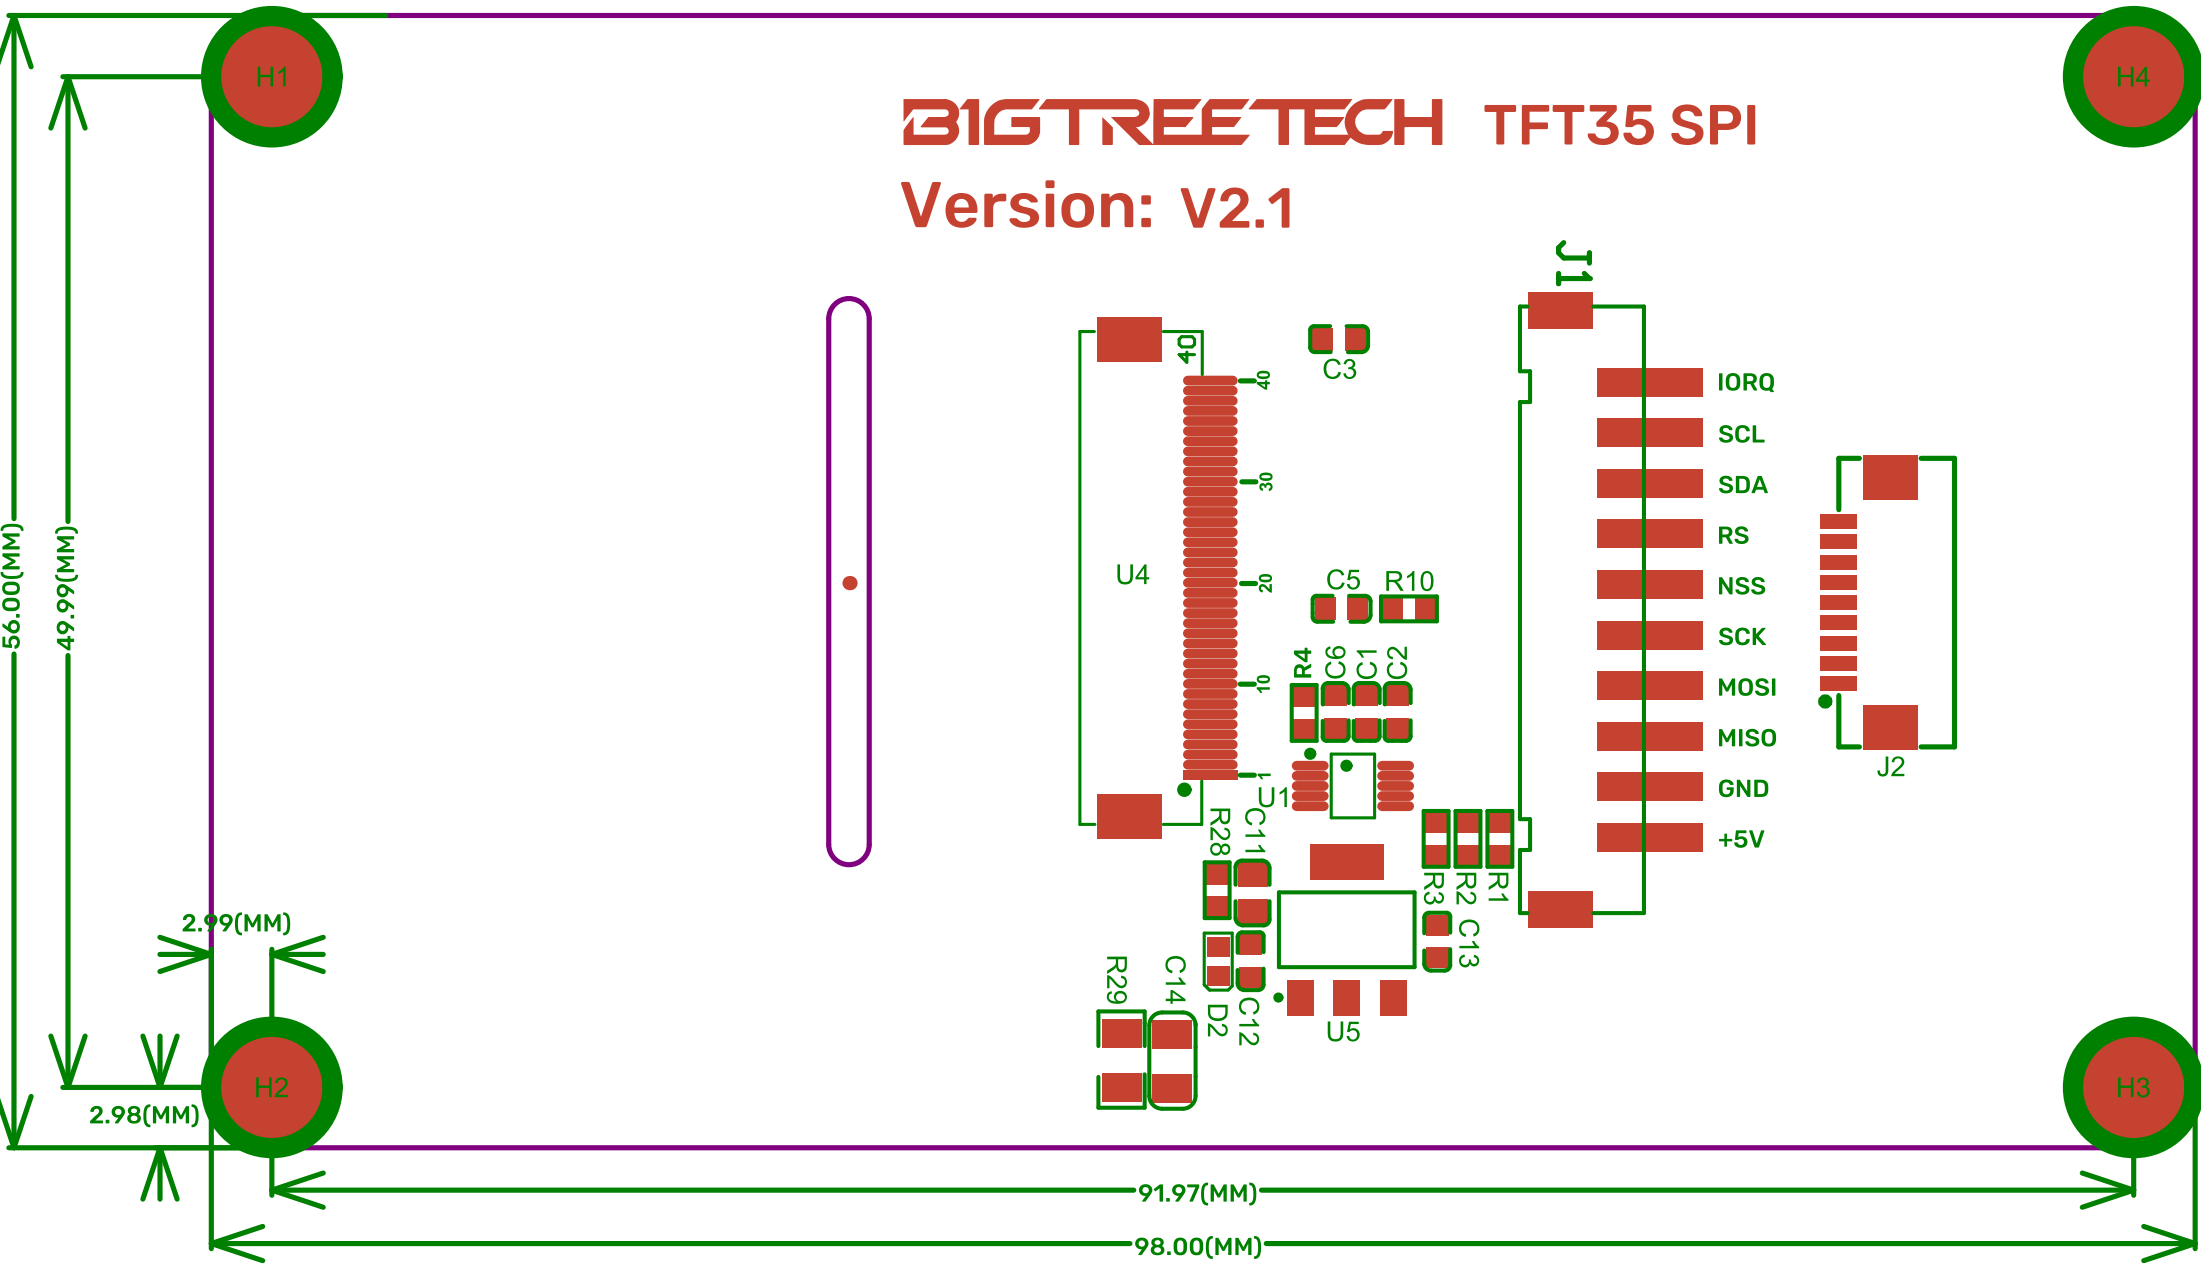 H1
H4
BIGTREETECH TFT35 SPI
Version: V2.1
J1
40
40
C3
IORQ
SCL
30
SDA
RS
56.00(MM)
49.99(MM)
U4
20
C5
R10
NSS
R4
C6
C1
C2
SCK
10
MOSI
MISO
J2
1
U1
GND
R28
C11
+5V
R3
R2
R1
2.99(MM)
C13
R29
C14
D2
C12
U5
H2
H3
2.98(MM)
91.97(MM)
98.00(MM)